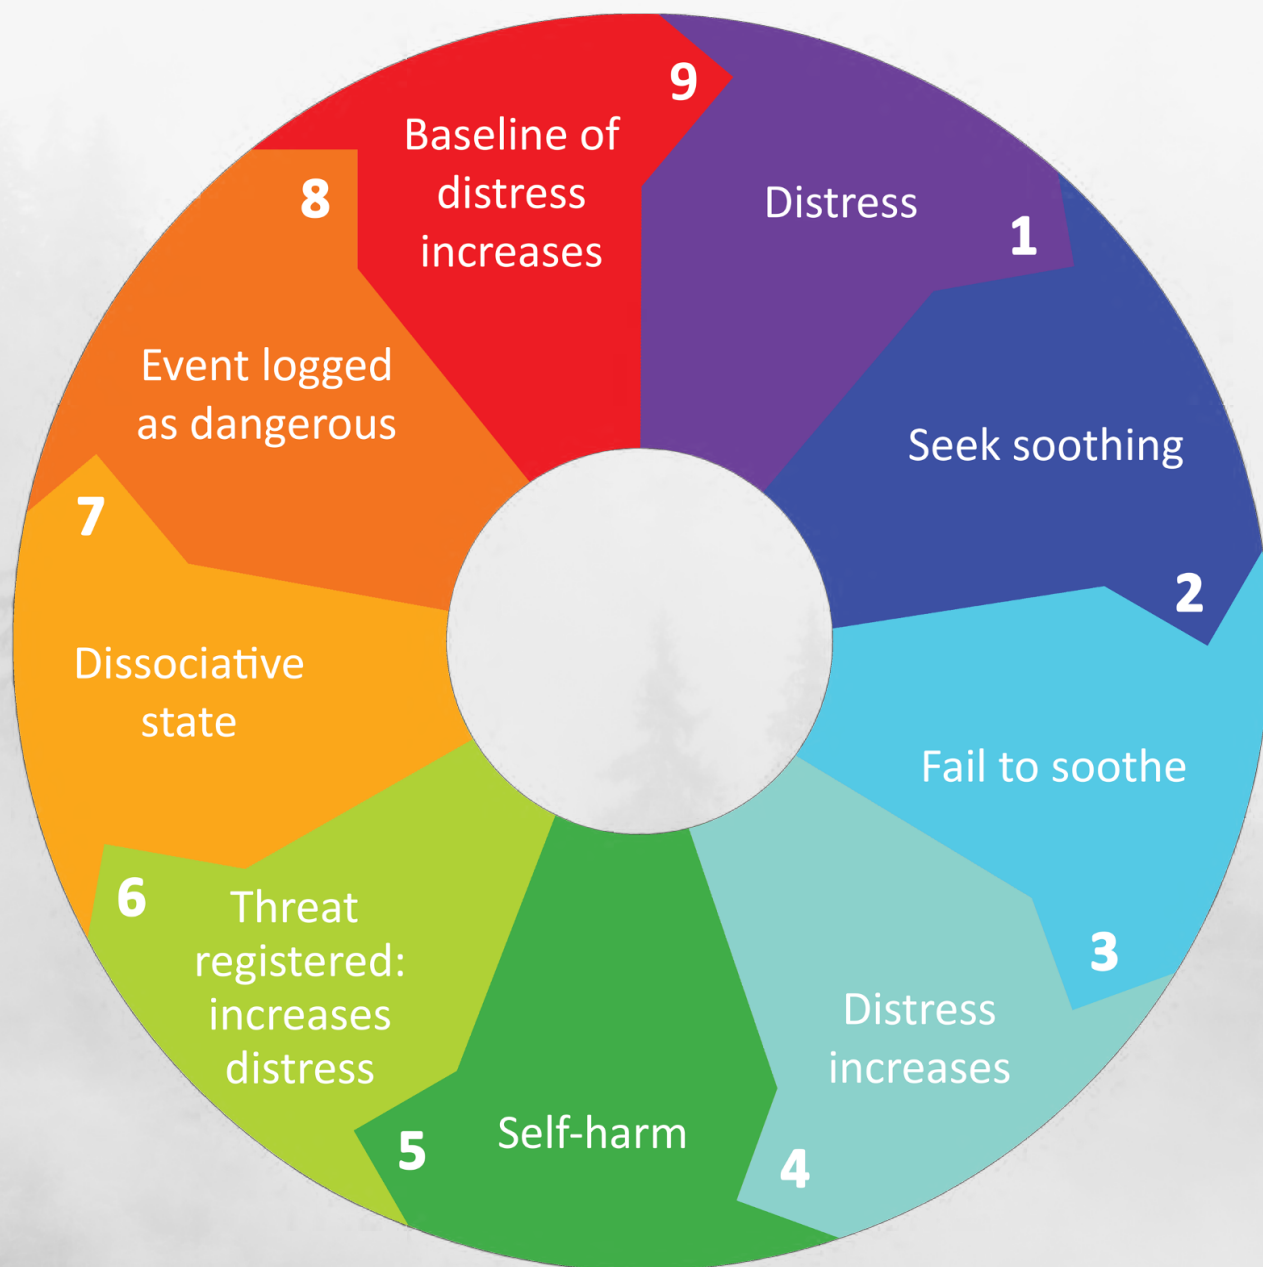 Distress
1
Seek soothing
2
Fail to soothe
3
Distress
increases
4
Self-harm
5
Threat
registered:
increases
distress
6
Dissociative
state
7
Event logged
as dangerous
8
Baseline of
distress
increases
9